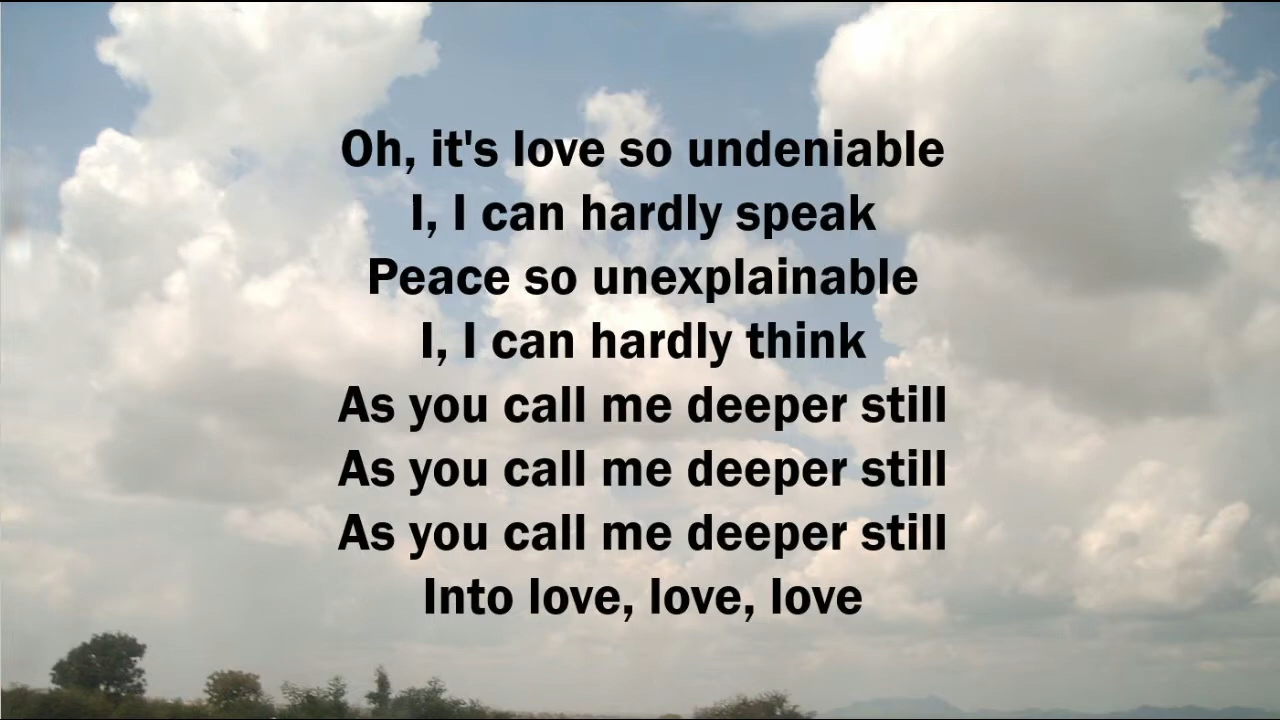 Oh, it's love so undeniable
I, I can hardly speak
Peace so unexplainable
I, I can hardly think
As you call me deeper still
As you call me deeper still
As you call me deeper still
Into love, love, love